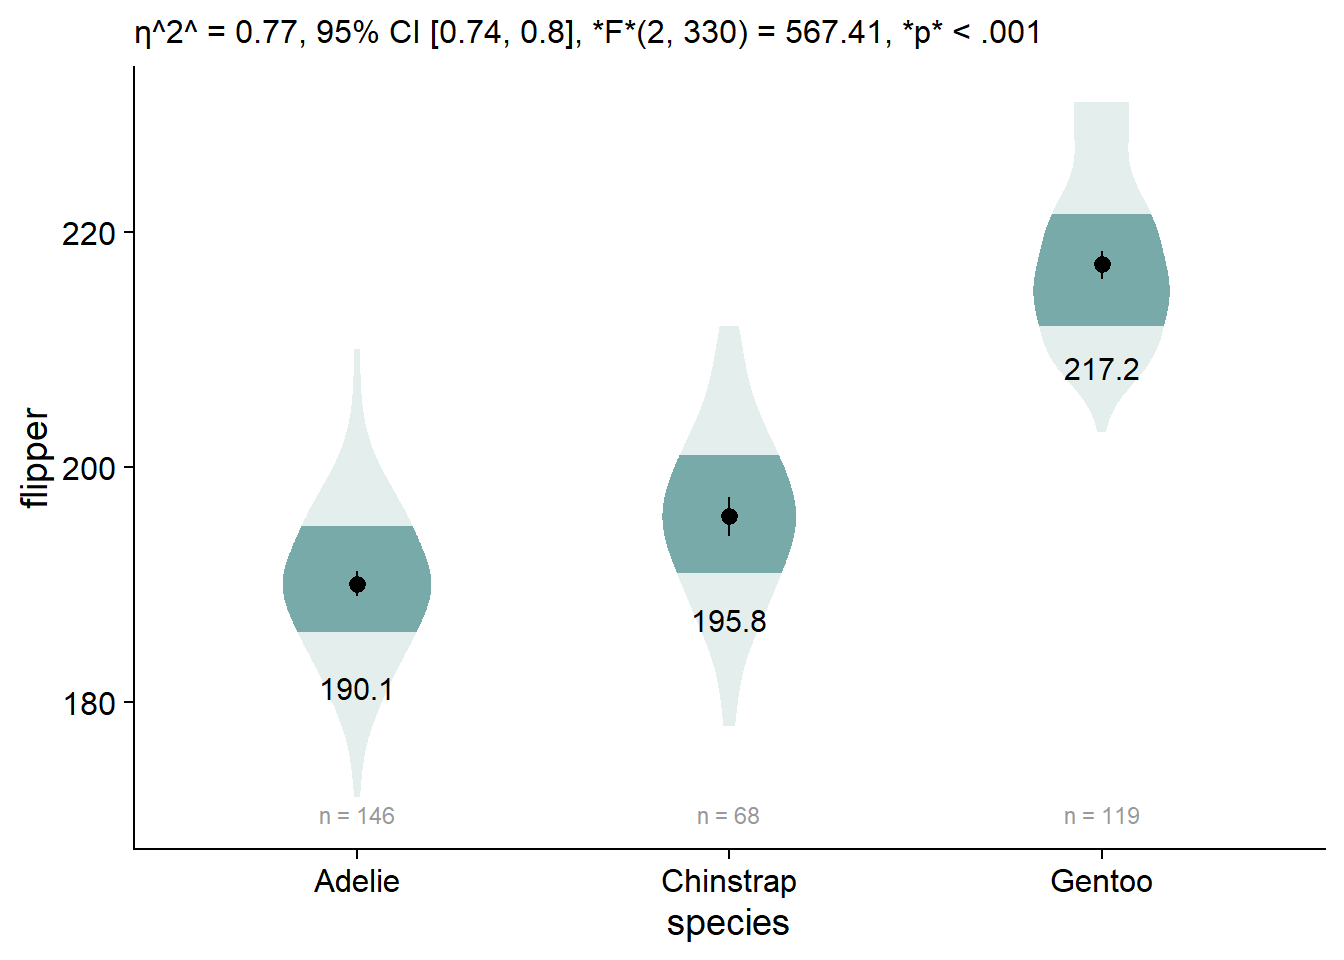 η^2^ = 0.77, 95% CI [0.74, 0.8], *F*(2, 330) = 567.41, *p* < .001
flipper
220
200
180
217.2
195.8
190.1
n = 146
n = 68
n = 119
Adelie
Chinstrap
Gentoo
species